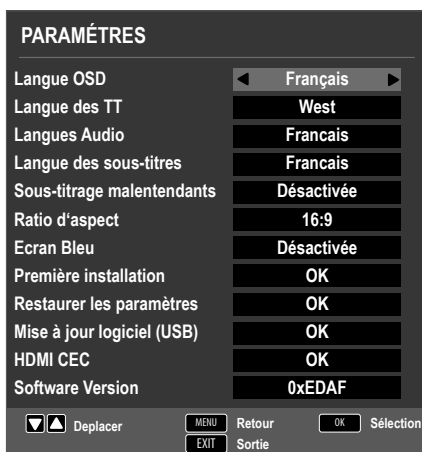 PARAMÉTRES
Langue OSD Français
Langue des TT West
Langues Audio Francais
Langue des sous-titres Francais
Sous-titrage malentendants Désactivée
Ratio d‘aspect 16:9
Ecran Bleu Désactivée
Première installation OK
Restaurer les paramètres OK
Mise à jour logiciel (USB) OK
HDMI CEC OK
Software Version 0xEDAF
Deplacer MENU Retour OK Sélection
EXIT Sortie